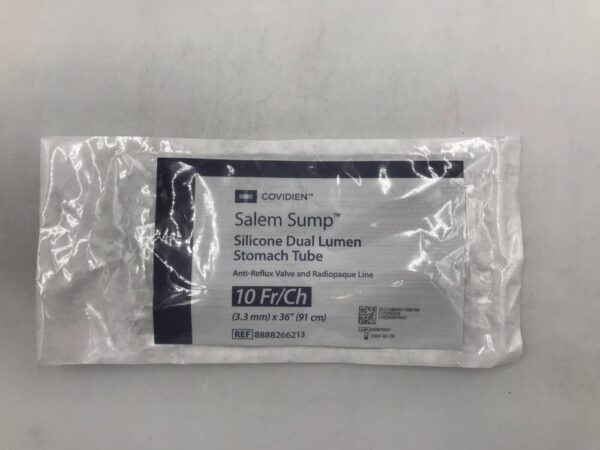 COVIDIEN™
Salem Sump™
Silicone Dual Lumen
Stomach Tube
Anti-Reflux Valve and Radiopaque Line
10 Fr/Ch
(3.3 mm) x 36" (91 cm)
REF 8888266213